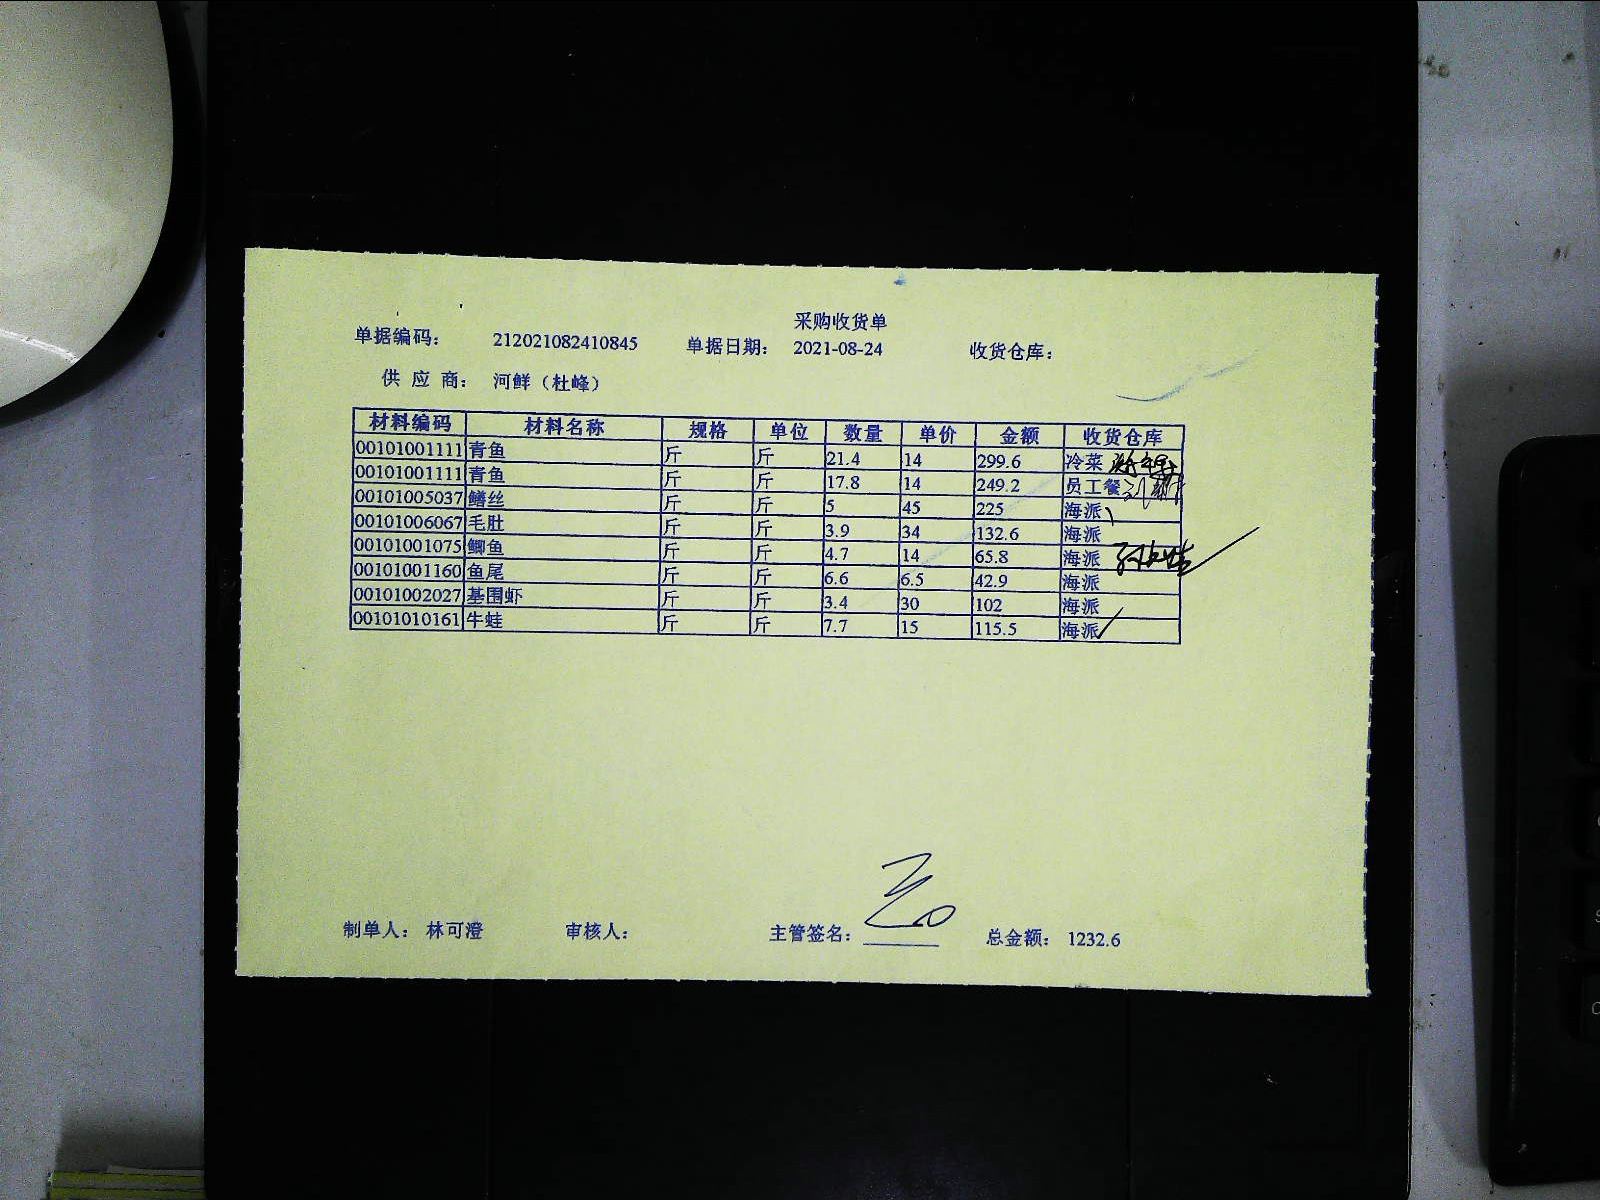 采购收货单
单据编码： 212021082410845 单据日期： 2021-08-24 收货仓库：
供 应 商： 河鲜（杜峰）
材料编码 材料名称 规格 单位 数量 单价 金额 收货仓库
00101001111 青鱼 斤 斤 21.4 14 299.6 冷菜
00101001111 青鱼 斤 斤 17.8 14 249.2 员工餐
00101005037 鳝丝 斤 斤 5 45 225 海派
00101006067 毛肚 斤 斤 3.9 34 132.6 海派
00101001075 鲫鱼 斤 斤 4.7 14 65.8 海派
00101001160 鱼尾 斤 斤 6.6 6.5 42.9 海派
00101002027 基围虾 斤 斤 3.4 30 102 海派
00101010161 牛蛙 斤 斤 7.7 15 115.5 海派
制单人： 林可澄 审核人： 主管签名： 总金额： 1232.6